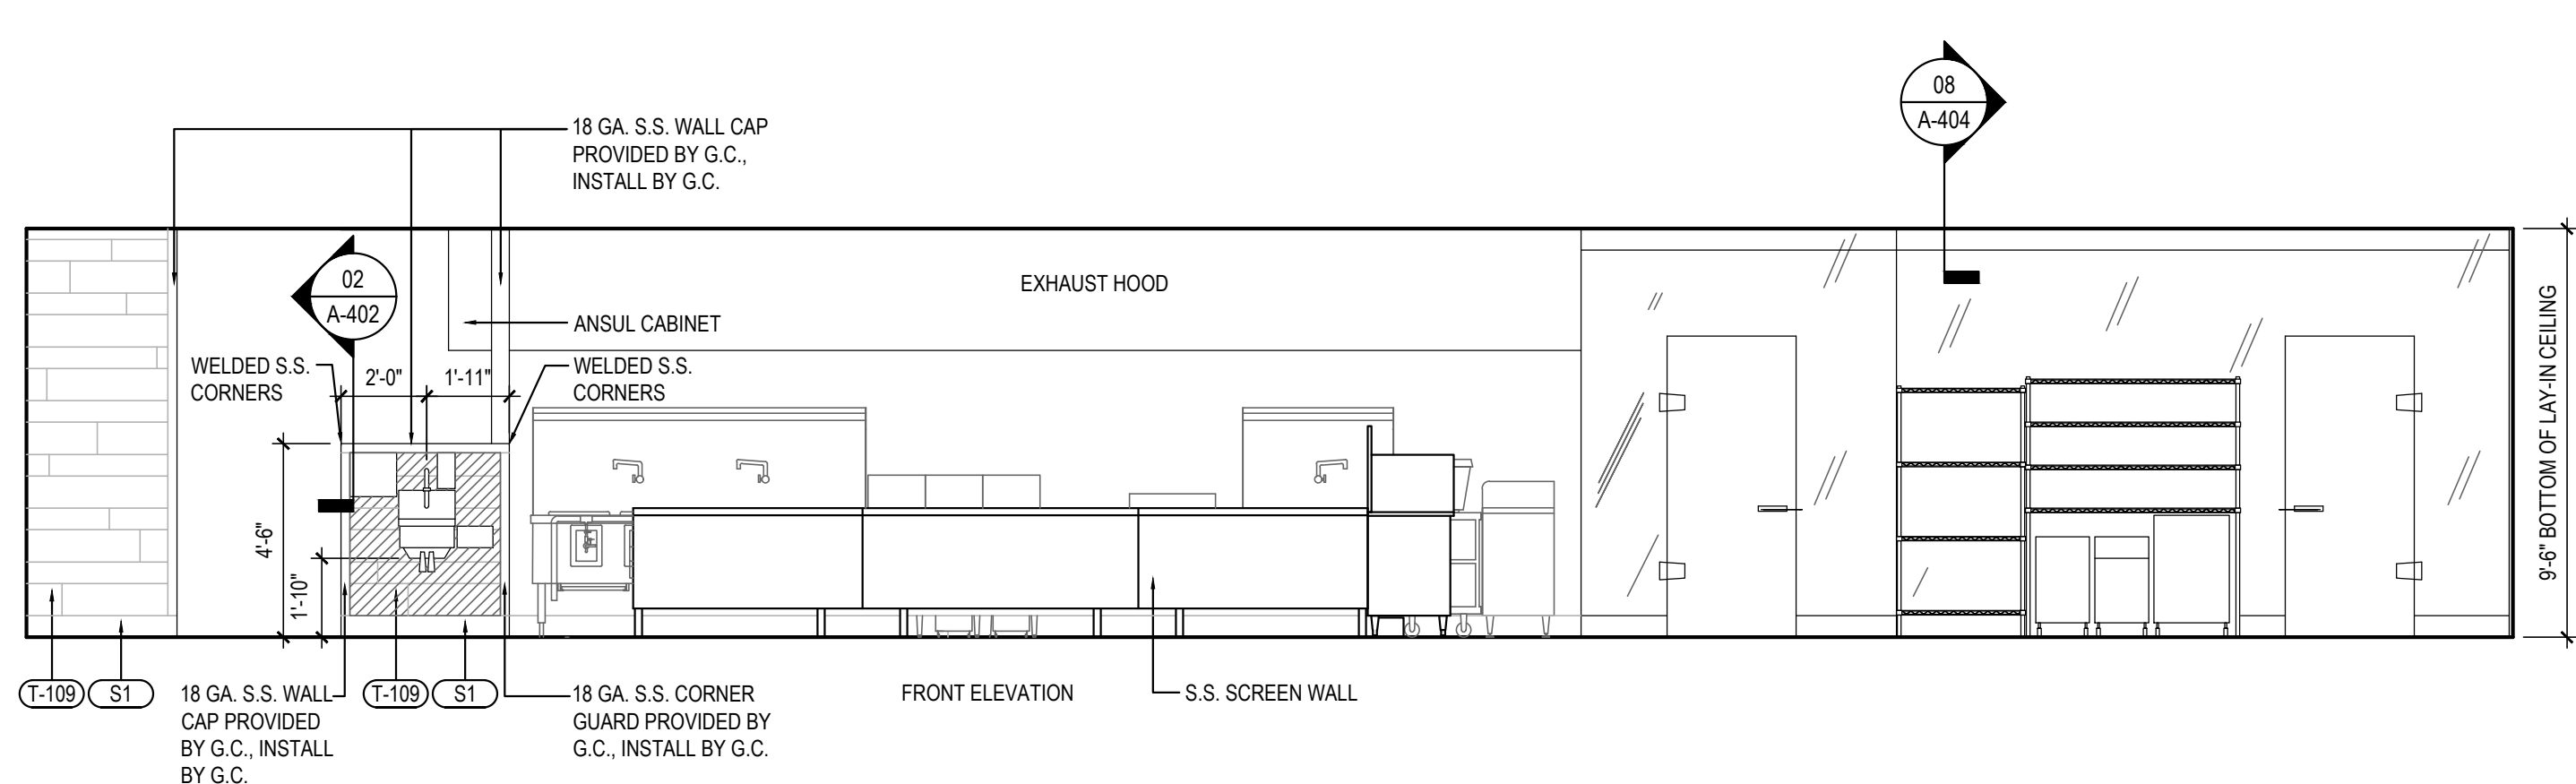 08
A-404
18 GA. S.S. WALL CAP
PROVIDED BY G.C.,
INSTALL BY G.C.
02
A-402
EXHAUST HOOD
ANSUL CABINET
WELDED S.S.
CORNERS
2'-0"
1'-11"
WELDED S.S.
CORNERS
4'-6"
1'-10"
9'-6" BOTTOM OF LAY-IN CEILING
T-109
S1
18 GA. S.S. WALL
CAP PROVIDED
BY G.C., INSTALL
BY G.C.
T-109
S1
18 GA. S.S. CORNER
GUARD PROVIDED BY
G.C., INSTALL BY G.C.
FRONT ELEVATION
S.S. SCREEN WALL